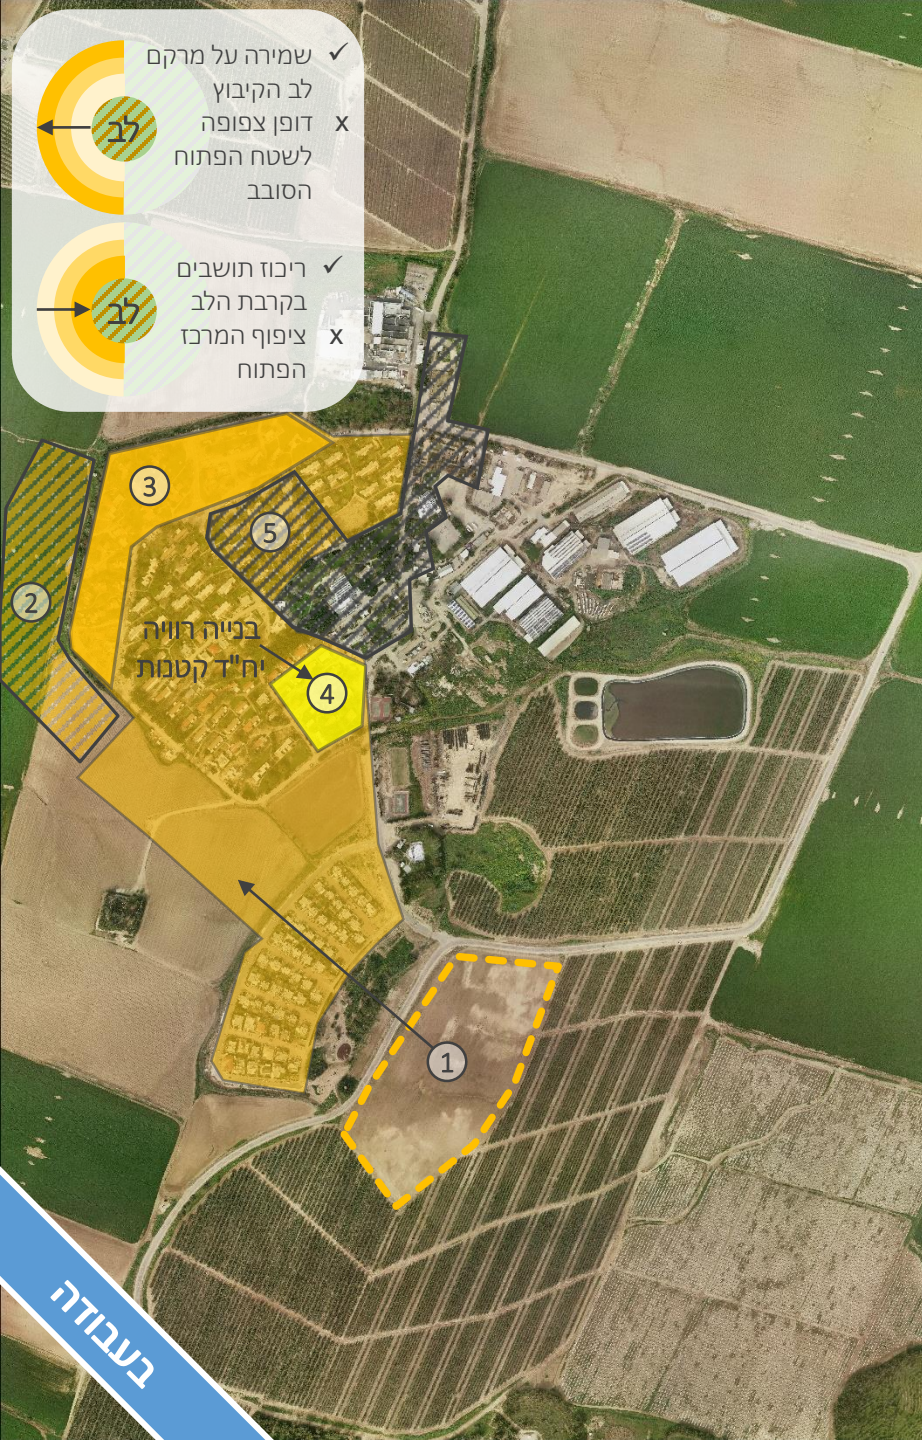 ✓ שמירה על מרקם
לב הקיבוץ
x דופן צפופה
לשטח הפתוח
הסובב
לב
✓ ריכוז תושבים
בקרבת הלב
x ציפוף המרכז
הפתוח
לב
3
5
2
בנייה רוויה
יח"ד קטנות
4
1
בעבודה